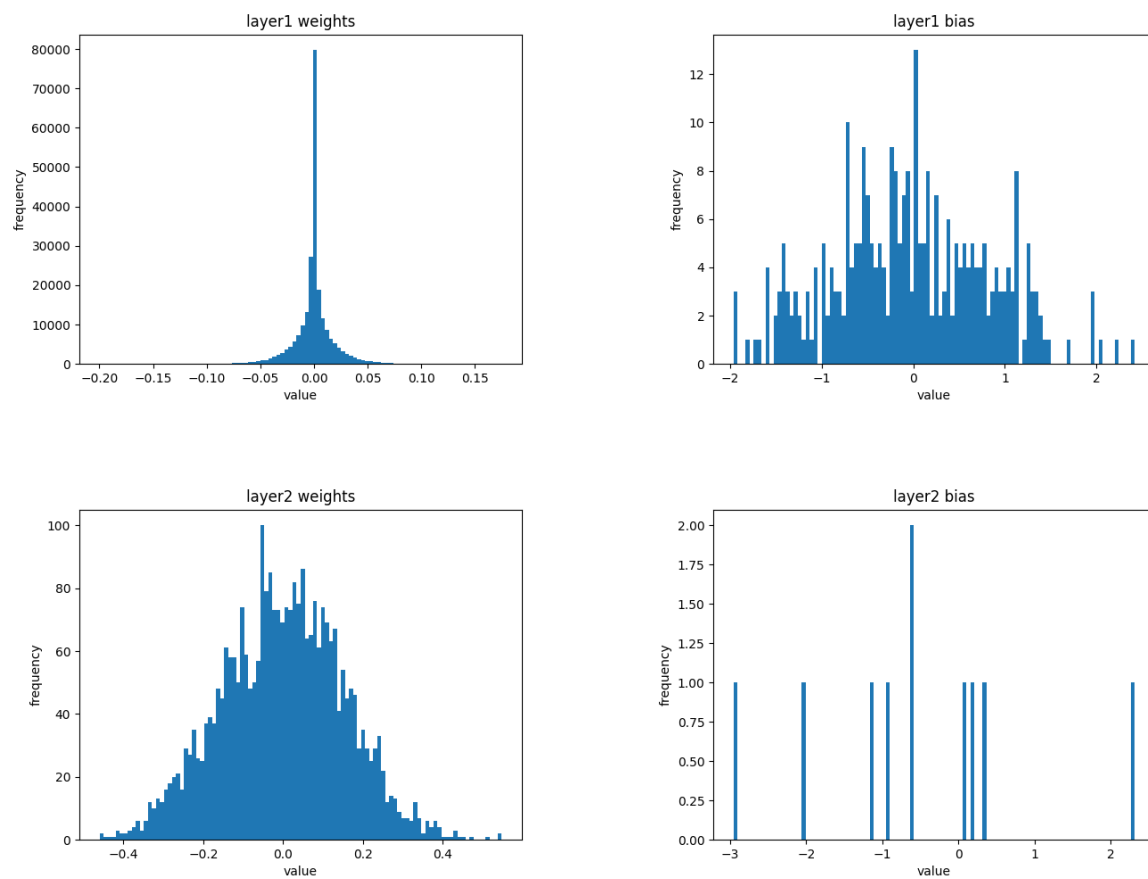 layer1 weights
frequency
80000
70000
60000
50000
40000
30000
20000
10000
0
−0.20 −0.15 −0.10 −0.05 0.00 0.05 0.10 0.15
value
layer1 bias
frequency
12
10
8
6
4
2
0
−2 −1 0 1 2
value
layer2 weights
frequency
100
80
60
40
20
0
−0.4 −0.2 0.0 0.2 0.4
value
layer2 bias
frequency
2.00
1.75
1.50
1.25
1.00
0.75
0.50
0.25
0.00
−3 −2 −1 0 1 2
value